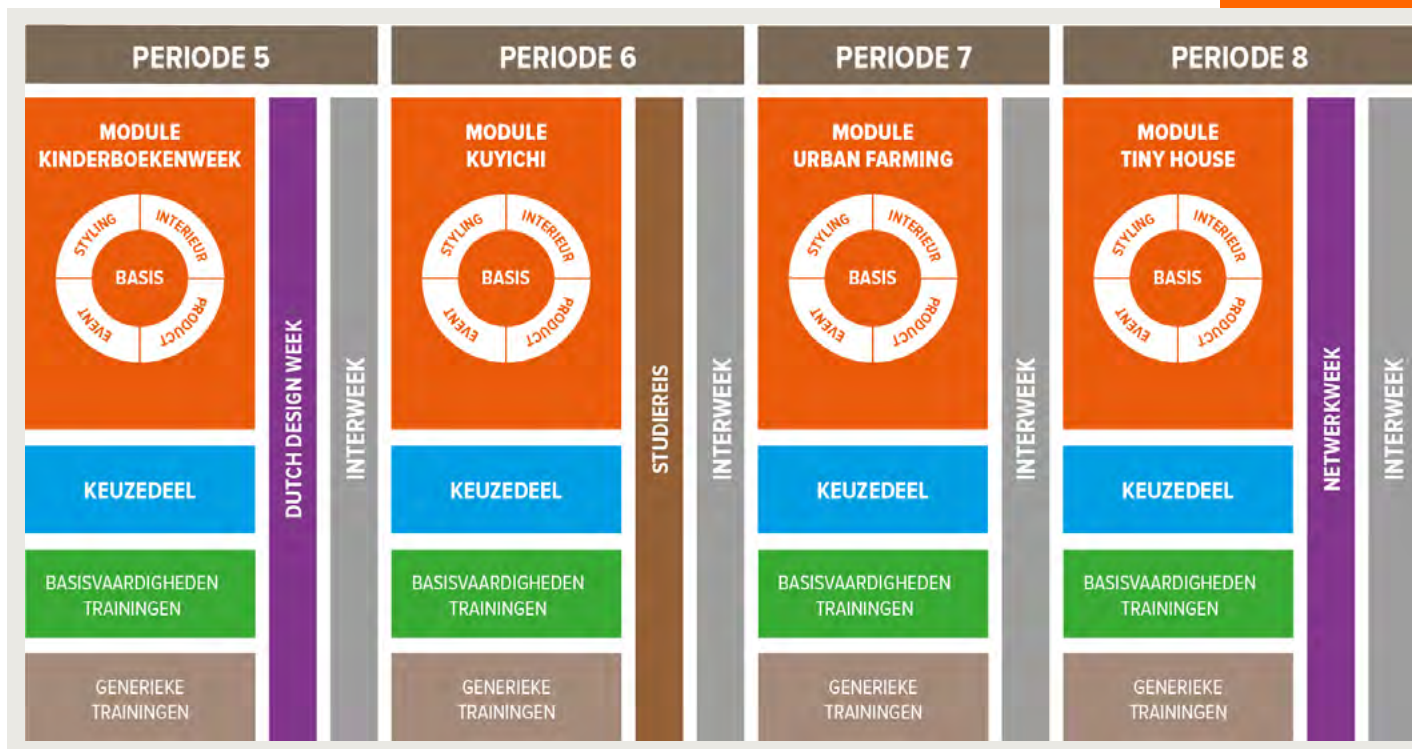 PERIODE 5
MODULE
KINDERBOEKENWEEK
STYLING
INTERIEUR
BASIS
EVENT
PRODUCT
KEUZEDEEL
BASISVAARDIGHEDEN
TRAININGEN
GENERIEKE
TRAININGEN
DUTCH DESIGN WEEK
INTERWEEK
PERIODE 6
MODULE
KUYICHI
STYLING
INTERIEUR
BASIS
EVENT
PRODUCT
KEUZEDEEL
BASISVAARDIGHEDEN
TRAININGEN
GENERIEKE
TRAININGEN
STUDIEREIS
INTERWEEK
PERIODE 7
MODULE
URBAN FARMING
STYLING
INTERIEUR
BASIS
EVENT
PRODUCT
KEUZEDEEL
BASISVAARDIGHEDEN
TRAININGEN
GENERIEKE
TRAININGEN
INTERWEEK
PERIODE 8
MODULE
TINY HOUSE
STYLING
INTERIEUR
BASIS
EVENT
PRODUCT
KEUZEDEEL
BASISVAARDIGHEDEN
TRAININGEN
GENERIEKE
TRAININGEN
NETWERKWEEK
INTERWEEK